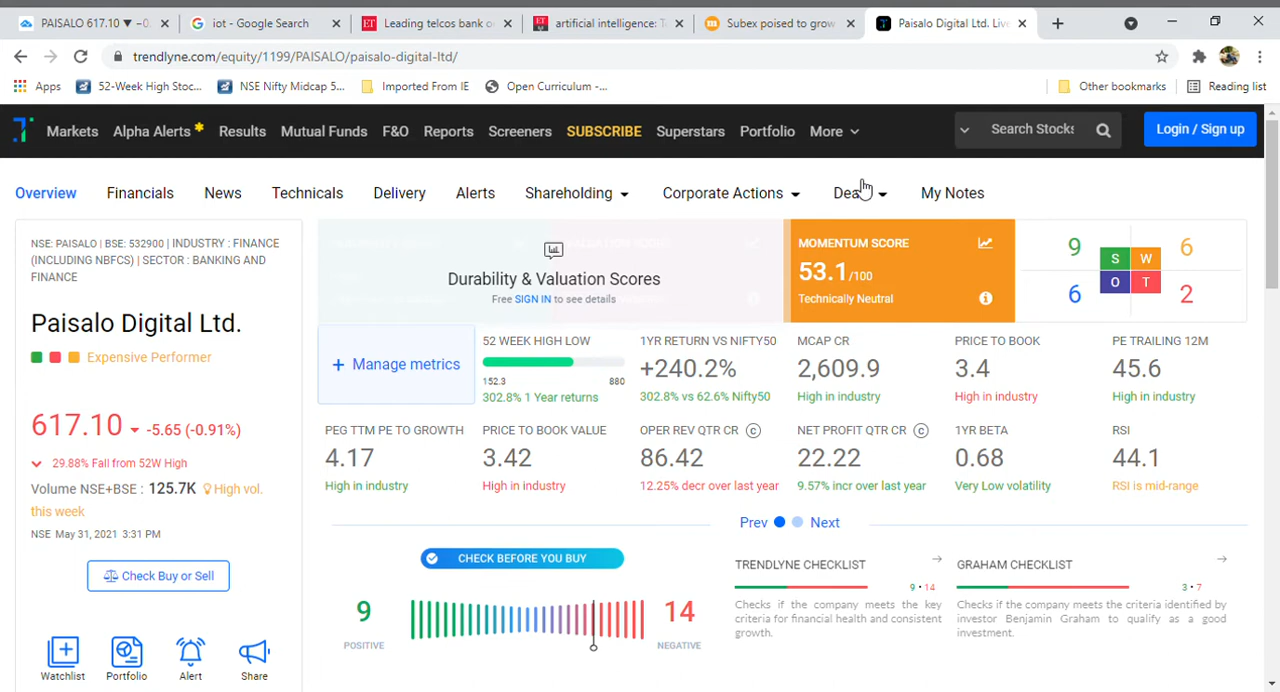 PAISALO 617.10 ▼ −0.
iot - Google Search
Leading telcos bank o
artificial intelligence: T
Subex poised to grow
Paisalo Digital Ltd. Live
trendlyne.com/equity/1199/PAISALO/paisalo-digital-ltd/
Apps
52-Week High Stoc...
NSE Nifty Midcap 5...
Imported From IE
Open Curriculum -...
Other bookmarks
Reading list
Markets
Alpha Alerts
Results
Mutual Funds
F&O
Reports
Screeners
SUBSCRIBE
Superstars
Portfolio
More
Search Stocks
Login / Sign up
Overview
Financials
News
Technicals
Delivery
Alerts
Shareholding
Corporate Actions
My Notes
NSE: PAISALO | BSE: 532900 | INDUSTRY : FINANCE
(INCLUDING NBFCS) | SECTOR : BANKING AND
FINANCE
Paisalo Digital Ltd.
Expensive Performer
617.10 -5.65 (-0.91%)
29.88% Fall from 52W High
Volume NSE+BSE : 125.7K High vol.
this week
NSE May 31, 2021 3:31 PM
Check Buy or Sell
Watchlist
Portfolio
Alert
Share
Durability & Valuation Scores
Free SIGN IN to see details
MOMENTUM SCORE
53.1/100
Technically Neutral
9
S
W
6
6
O
T
2
+ Manage metrics
52 WEEK HIGH LOW
152.3
880
302.8% 1 Year returns
1YR RETURN VS NIFTY50
+240.2%
302.8% vs 62.6% Nifty50
MCAP CR
2,609.9
High in industry
PRICE TO BOOK
3.4
High in industry
PE TRAILING 12M
45.6
High in industry
PEG TTM PE TO GROWTH
4.17
High in industry
PRICE TO BOOK VALUE
3.42
High in industry
OPER REV QTR CR C
86.42
12.25% decr over last year
NET PROFIT QTR CR C
22.22
9.57% incr over last year
1YR BETA
0.68
Very Low volatility
RSI
44.1
RSI is mid-range
Prev
Next
CHECK BEFORE YOU BUY
9
POSITIVE
14
NEGATIVE
TRENDLYNE CHECKLIST
9 • 14
Checks if the company meets the key
criteria for financial health and consistent
growth.
GRAHAM CHECKLIST
3 • 7
Checks if the company meets the criteria identified by
investor Benjamin Graham to qualify as a good
investment.